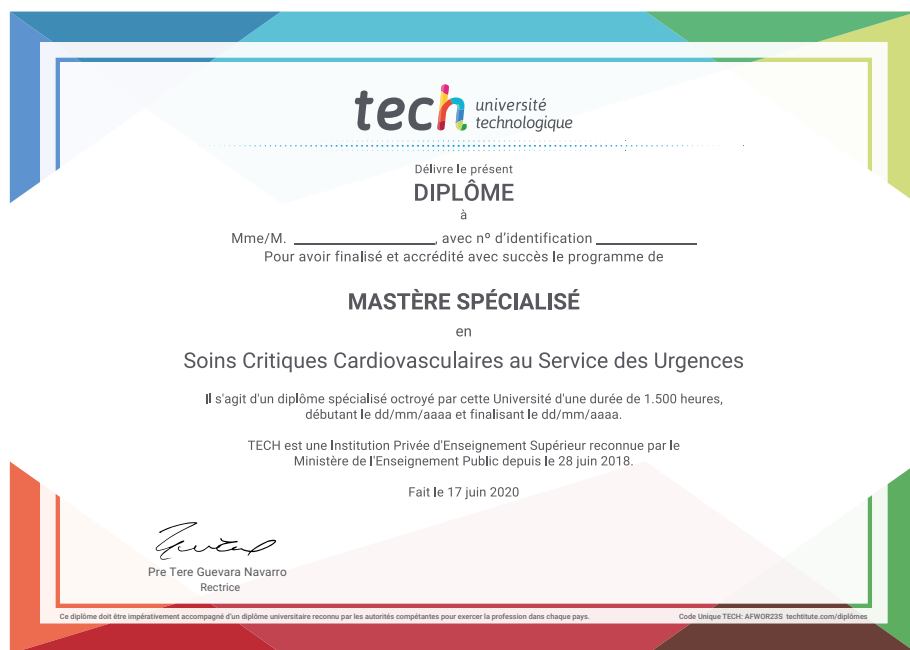 tech université
technologique
Délivre le présent
DIPLÔME
à
Mme/M. ____________________, avec nº d'identification ______________
Pour avoir finalisé et accrédité avec succès le programme de
MASTÈRE SPÉCIALISÉ
en
Soins Critiques Cardiovasculaires au Service des Urgences
Il s'agit d'un diplôme spécialisé octroyé par cette Université d'une durée de 1.500 heures,
débutant le dd/mm/aaaa et finalisant le dd/mm/aaaa.
TECH est une Institution Privée d'Enseignement Supérieur reconnue par le
Ministère de l'Enseignement Public depuis le 28 juin 2018.
Fait le 17 juin 2020
Pre Tere Guevara Navarro
Rectrice
Ce diplôme doit être impérativement accompagné d'un diplôme universitaire reconnu par les autorités compétantes pour exercer la profession dans chaque pays.
Code Unique TECH: AFWOR23S techtitute.com/diplômes